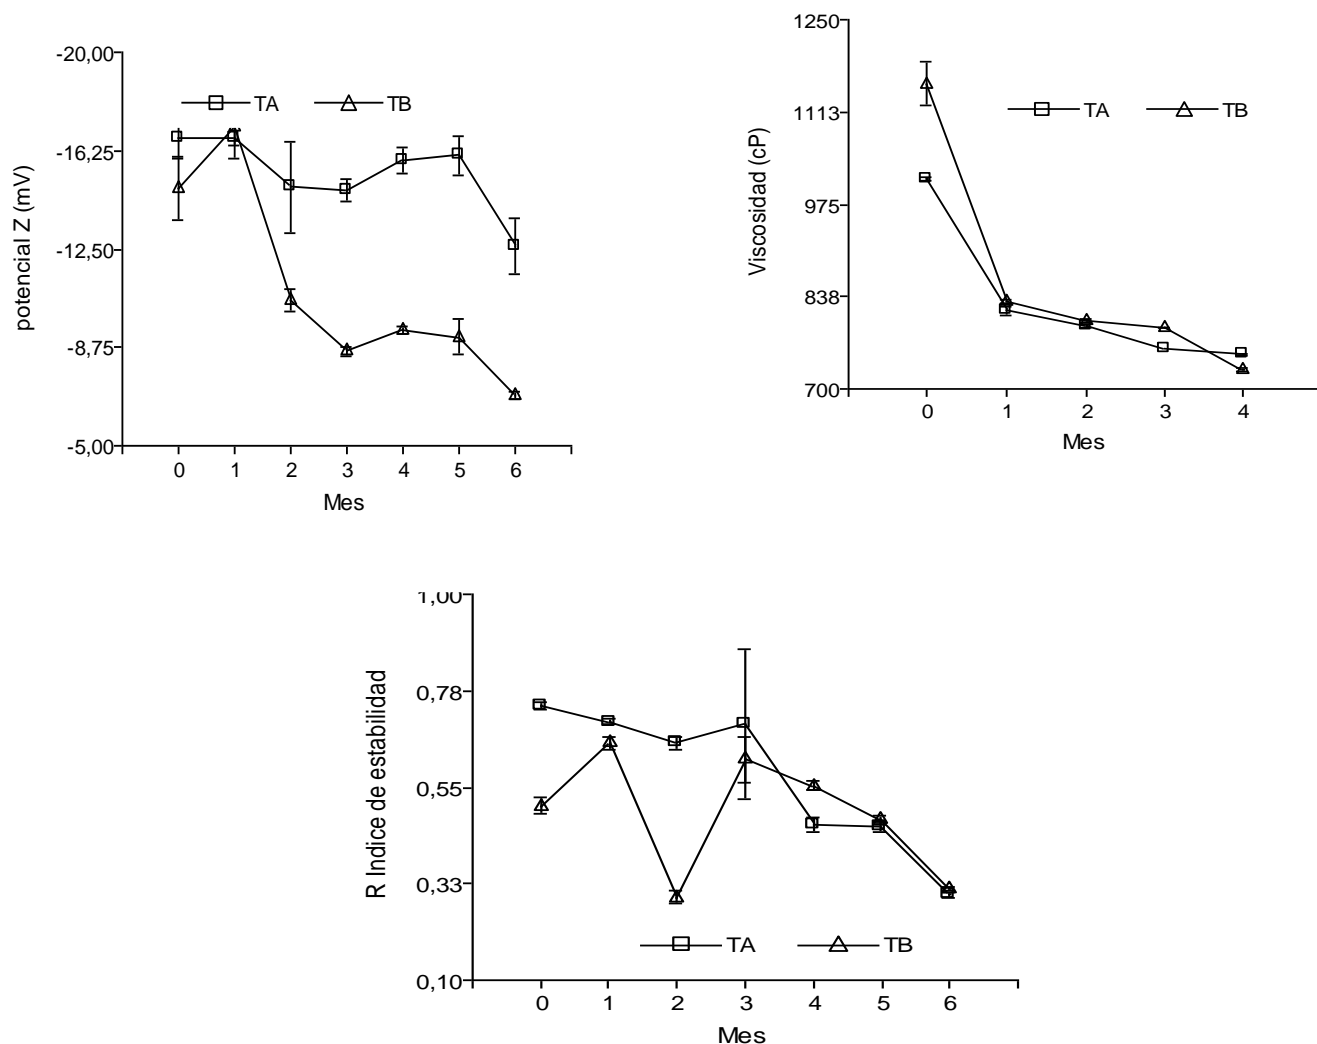 potencial Z (mV)
-20,00
-16,25
-12,50
-8,75
-5,00
TA TB
0 1 2 3 4 5 6
Mes
Viscosidad (cP)
1250
1113
975
838
700
TA TB
0 1 2 3 4
Mes
R Indice de estabilidad
1,00
0,78
0,55
0,33
0,10
TA TB
0 1 2 3 4 5 6
Mes